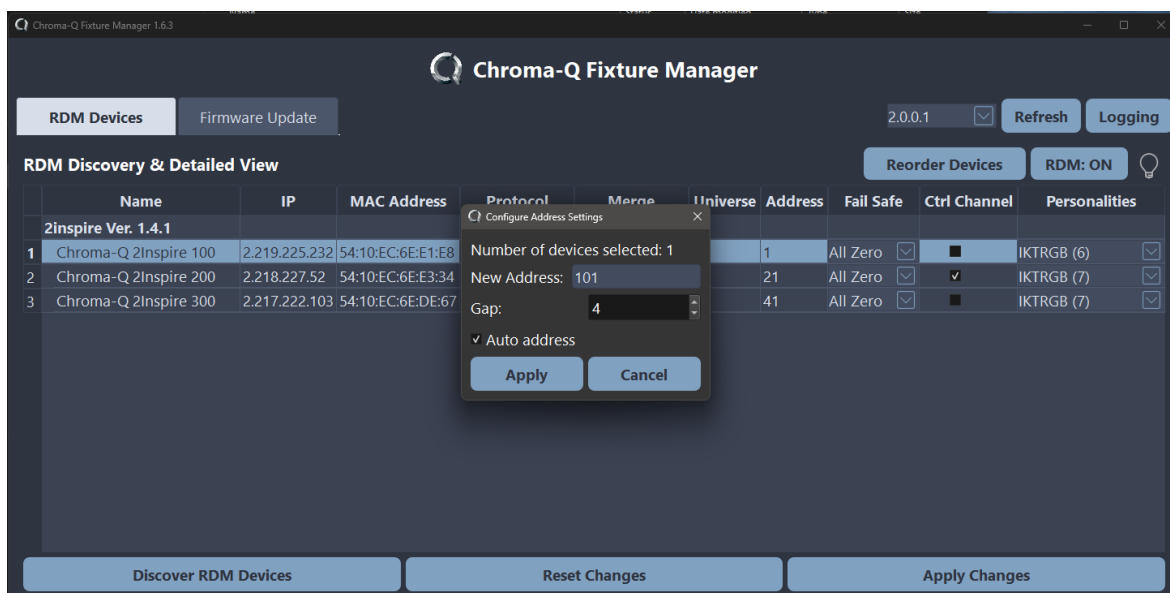 Chroma-Q Fixture Manager 1.6.3
Chroma-Q Fixture Manager
RDM Devices Firmware Update 2.0.0.1 Refresh Logging
RDM Discovery & Detailed View Reorder Devices RDM: ON
Name IP MAC Address Protocol Merge Universe Address Fail Safe Ctrl Channel Personalities
2inspire Ver. 1.4.1
1 Chroma-Q 2Inspire 100 2.219.225.232 54:10:EC:6E:E1:E8 1 All Zero IKTRGB (6)
2 Chroma-Q 2Inspire 200 2.218.227.52 54:10:EC:6E:E3:34 21 All Zero IKTRGB (7)
3 Chroma-Q 2Inspire 300 2.217.222.103 54:10:EC:6E:DE:67 41 All Zero IKTRGB (7)
Configure Address Settings
Number of devices selected: 1
New Address: 101
Gap: 4
Auto address
Apply Cancel
Discover RDM Devices Reset Changes Apply Changes